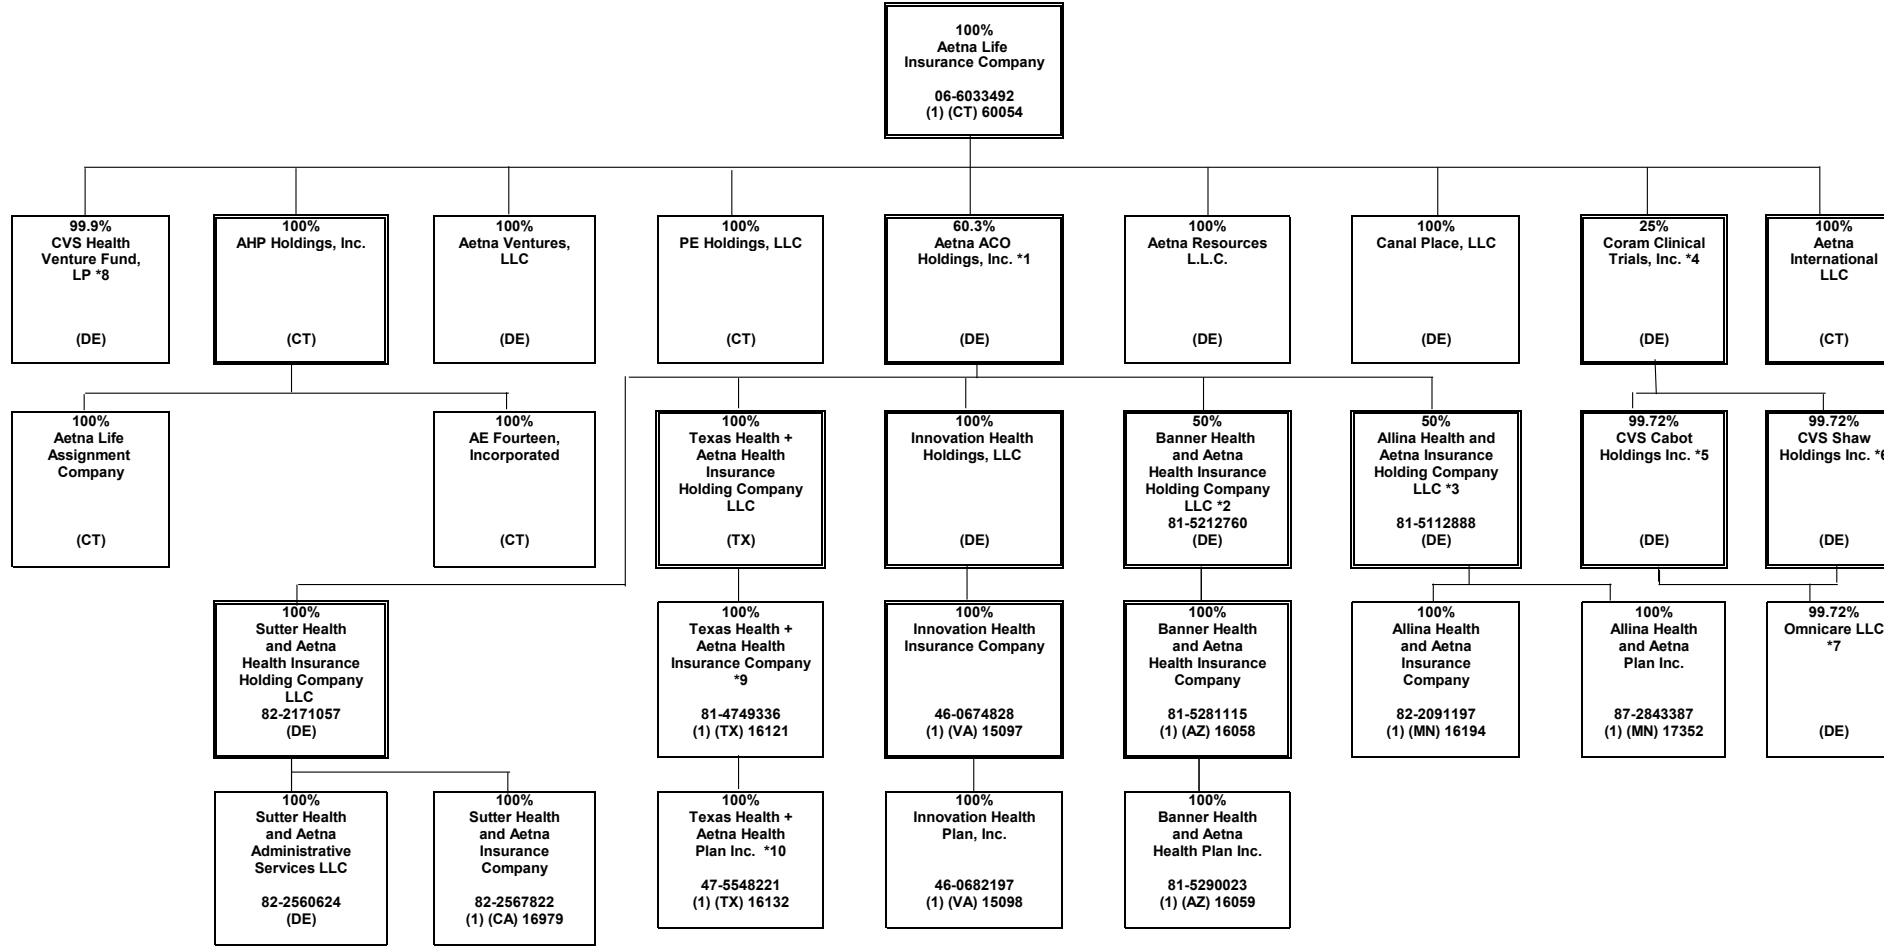 100%
Aetna Life
Insurance Company
06-6033492
(1) (CT) 60054
99.9%
CVS Health
Venture Fund,
LP *8
(DE)
100%
AHP Holdings, Inc.
(CT)
100%
Aetna Ventures,
LLC
(DE)
100%
PE Holdings, LLC
(CT)
60.3%
Aetna ACO
Holdings, Inc. *1
(DE)
100%
Aetna Resources
L.L.C.
(DE)
100%
Canal Place, LLC
(DE)
25%
Coram Clinical
Trials, Inc. *4
(DE)
100%
Aetna
International
LLC
(CT)
100%
Aetna Life
Assignment
Company
(CT)
100%
AE Fourteen,
Incorporated
(CT)
100%
Texas Health +
Aetna Health
Insurance
Holding Company
LLC
(TX)
100%
Innovation Health
Holdings, LLC
(DE)
50%
Banner Health
and Aetna
Health Insurance
Holding Company
LLC *2
81-5212760
(DE)
50%
Allina Health and
Aetna Insurance
Holding Company
LLC *3
81-5112888
(DE)
99.72%
CVS Cabot
Holdings Inc. *5
(DE)
99.72%
CVS Shaw
Holdings Inc. *6
(DE)
100%
Sutter Health
and Aetna
Health Insurance
Holding Company
LLC
82-2171057
(DE)
100%
Texas Health +
Aetna Health
Insurance Company
*9
81-4749336
(1) (TX) 16121
100%
Innovation Health
Insurance Company
46-0674828
(1) (VA) 15097
100%
Banner Health
and Aetna
Health Insurance
Company
81-5281115
(1) (AZ) 16058
100%
Allina Health
and Aetna
Insurance
Company
82-2091197
(1) (MN) 16194
100%
Allina Health
and Aetna
Plan Inc.
87-2843387
(1) (MN) 17352
99.72%
Omnicare LLC
*7
(DE)
100%
Sutter Health
and Aetna
Administrative
Services LLC
82-2560624
(DE)
100%
Sutter Health
and Aetna
Insurance
Company
82-2567822
(1) (CA) 16979
100%
Texas Health +
Aetna Health
Plan Inc. *10
47-5548221
(1) (TX) 16132
100%
Innovation Health
Plan, Inc.
46-0682197
(1) (VA) 15098
100%
Banner Health
and Aetna
Health Plan Inc.
81-5290023
(1) (AZ) 16059